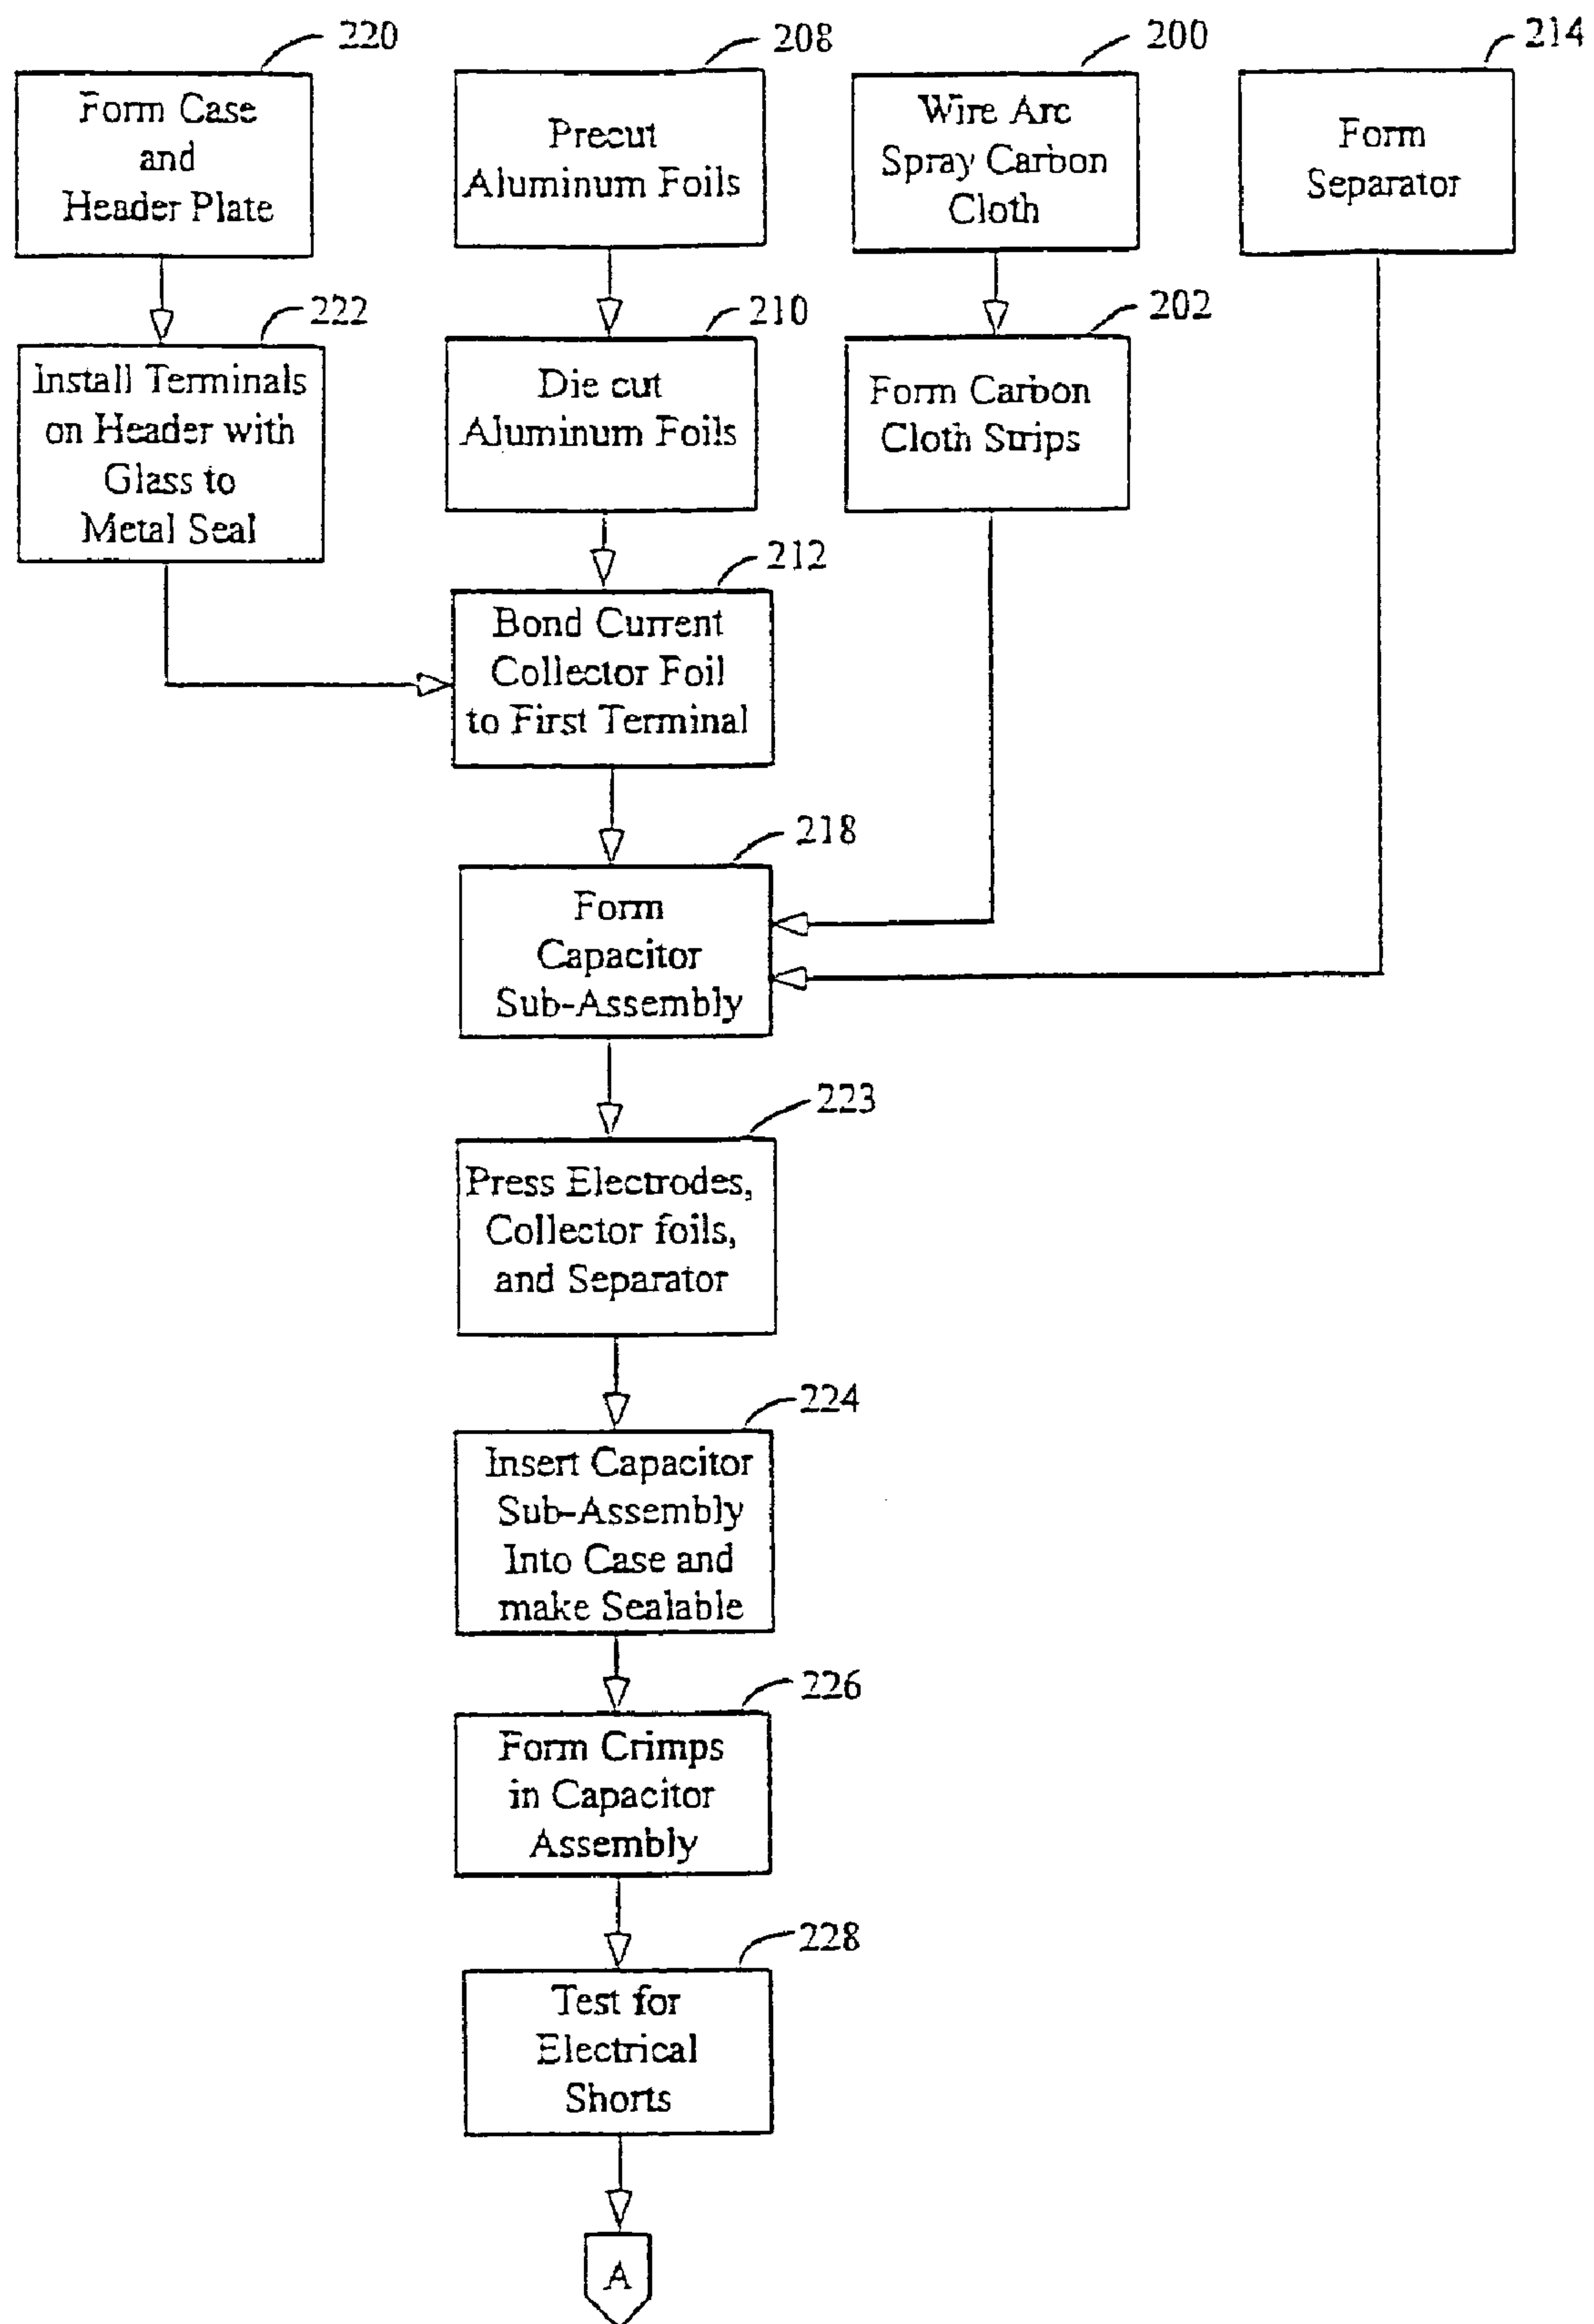 220
Form Case
and
Header Plate
208
Precut
Aluminum Foils
200
Wire Arc
Spray Carbon
Cloth
214
Form
Separator
222
Install Terminals
on Header with
Glass to
Metal Seal
210
Die cut
Aluminum Foils
202
Form Carbon
Cloth Strips
212
Bond Current
Collector Foil
to First Terminal
218
Form
Capacitor
Sub-Assembly
223
Press Electrodes,
Collector foils,
and Separator
224
Insert Capacitor
Sub-Assembly
Into Case and
make Sealable
226
Form Crimps
in Capacitor
Assembly
228
Test for
Electrical
Shorts
A